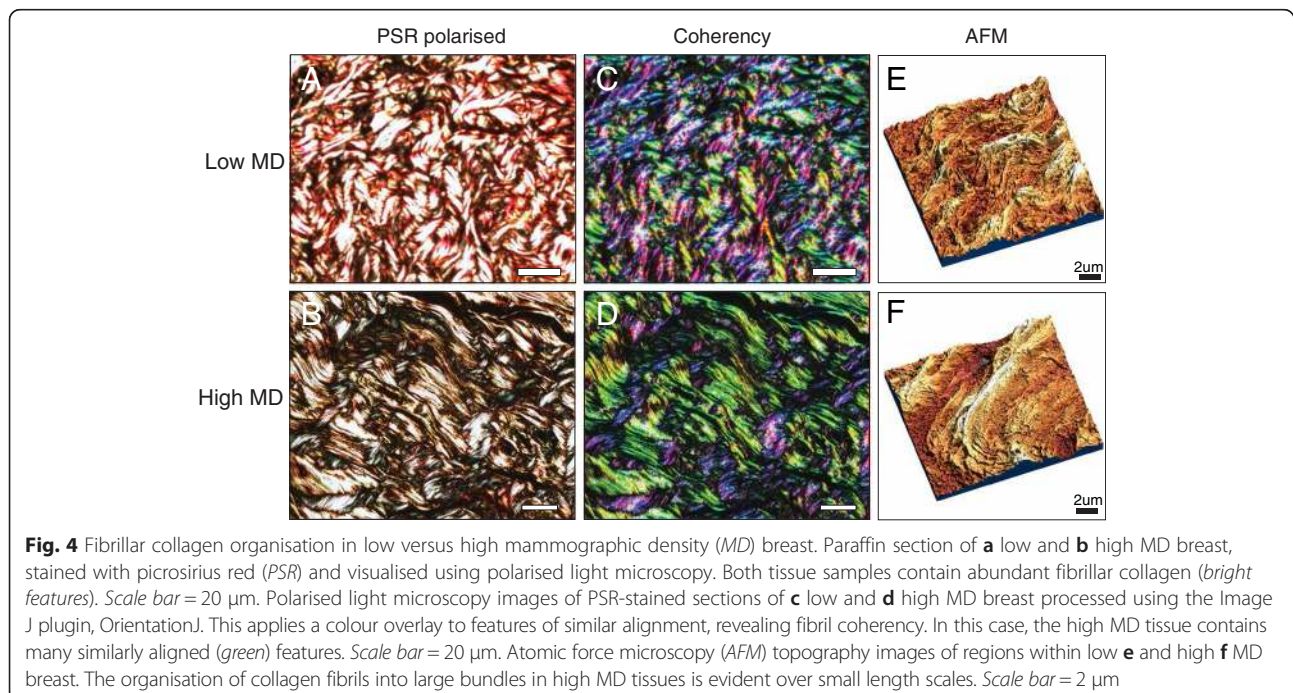 PSR polarised Coherency AFM
A C E
Low MD
2um
B D F
High MD
2um
Fig. 4 Fibrillar collagen organisation in low versus high mammographic density (MD) breast. Paraffin section of a low and b high MD breast,
stained with picrosirius red (PSR) and visualised using polarised light microscopy. Both tissue samples contain abundant fibrillar collagen (bright
features). Scale bar = 20 μm. Polarised light microscopy images of PSR-stained sections of c low and d high MD breast processed using the Image
J plugin, OrientationJ. This applies a colour overlay to features of similar alignment, revealing fibril coherency. In this case, the high MD tissue contains
many similarly aligned (green) features. Scale bar = 20 μm. Atomic force microscopy (AFM) topography images of regions within low e and high f MD
breast. The organisation of collagen fibrils into large bundles in high MD tissues is evident over small length scales. Scale bar = 2 μm